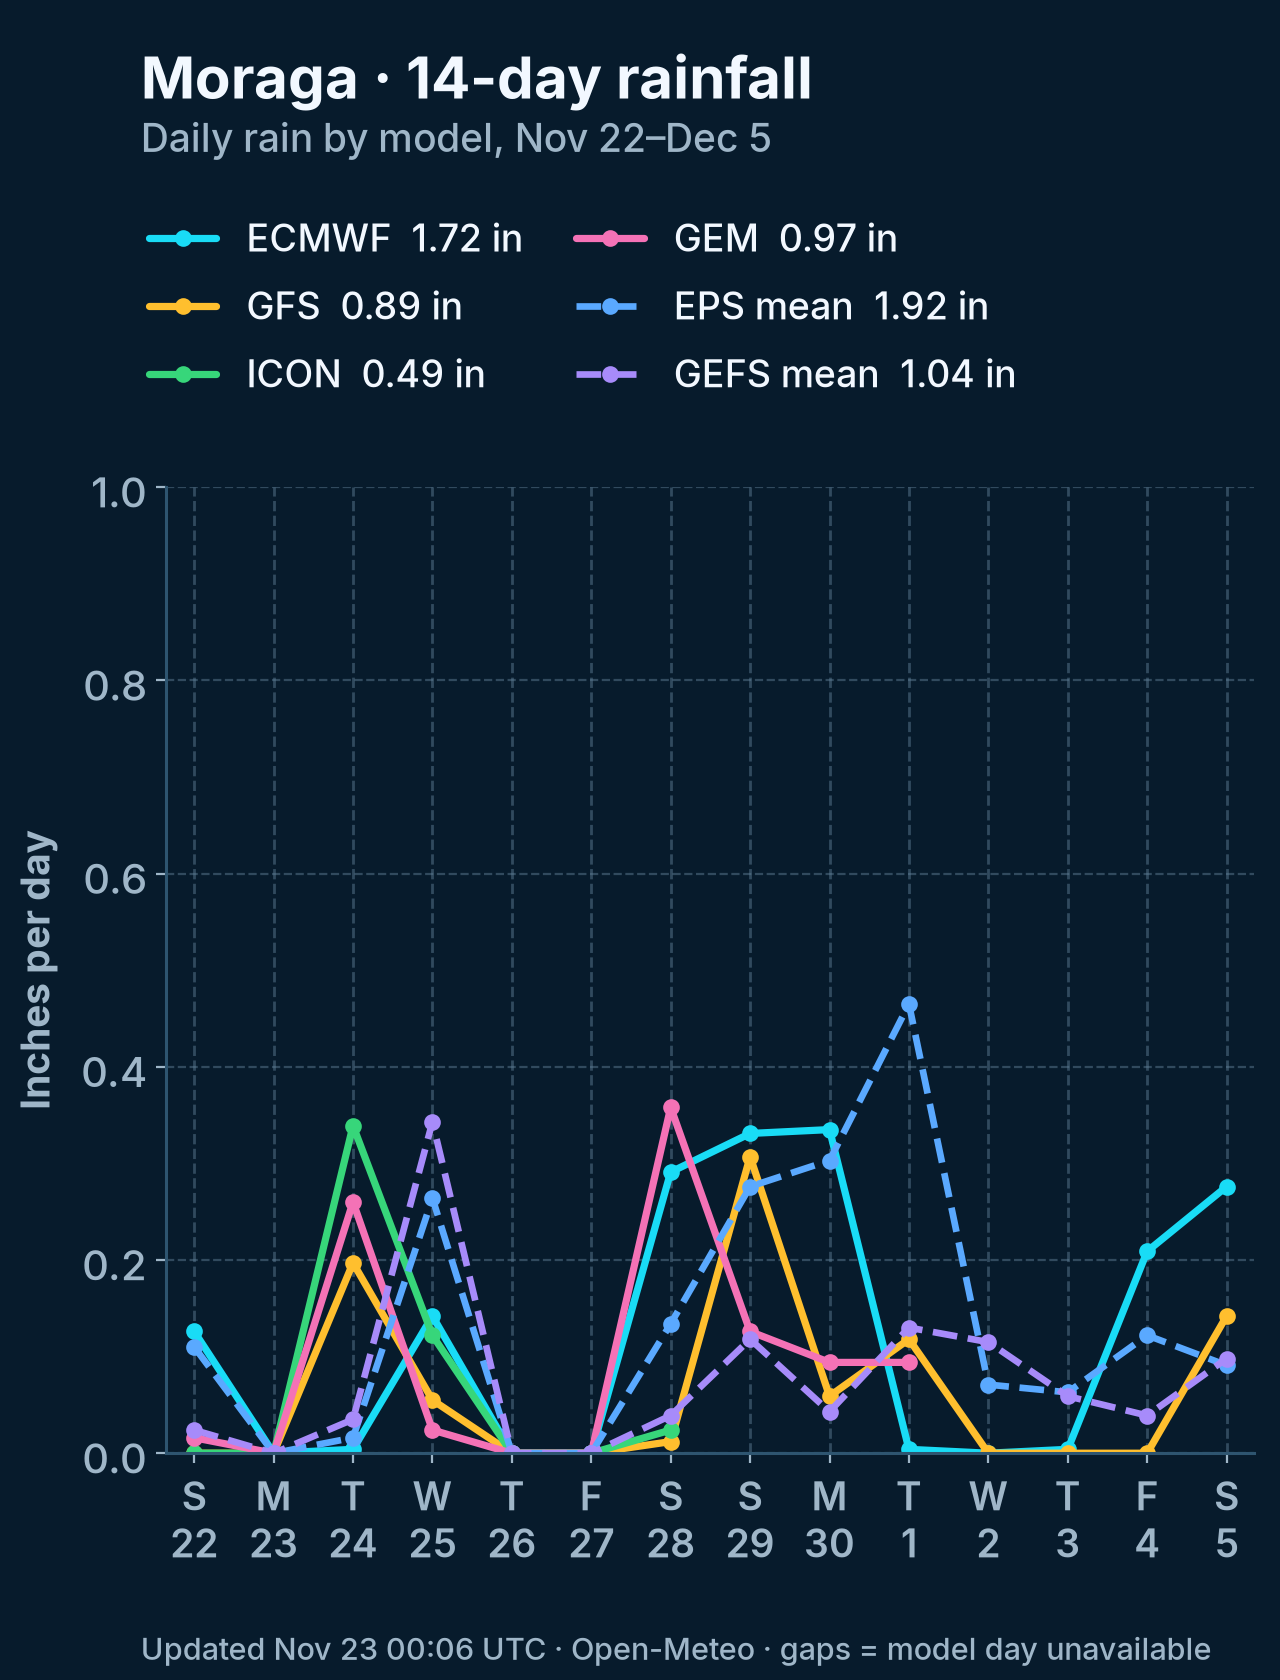 Moraga · 14-day rainfall
Daily rain by model, Nov 22–Dec 5
ECMWF 1.72 in
GFS 0.89 in
ICON 0.49 in
GEM 0.97 in
EPS mean 1.92 in
GEFS mean 1.04 in
Inches per day
1.0
0.8
0.6
0.4
0.2
0.0
S M T W T F S S M T W T F S
22 23 24 25 26 27 28 29 30 1 2 3 4 5
Updated Nov 23 00:06 UTC · Open-Meteo · gaps = model day unavailable